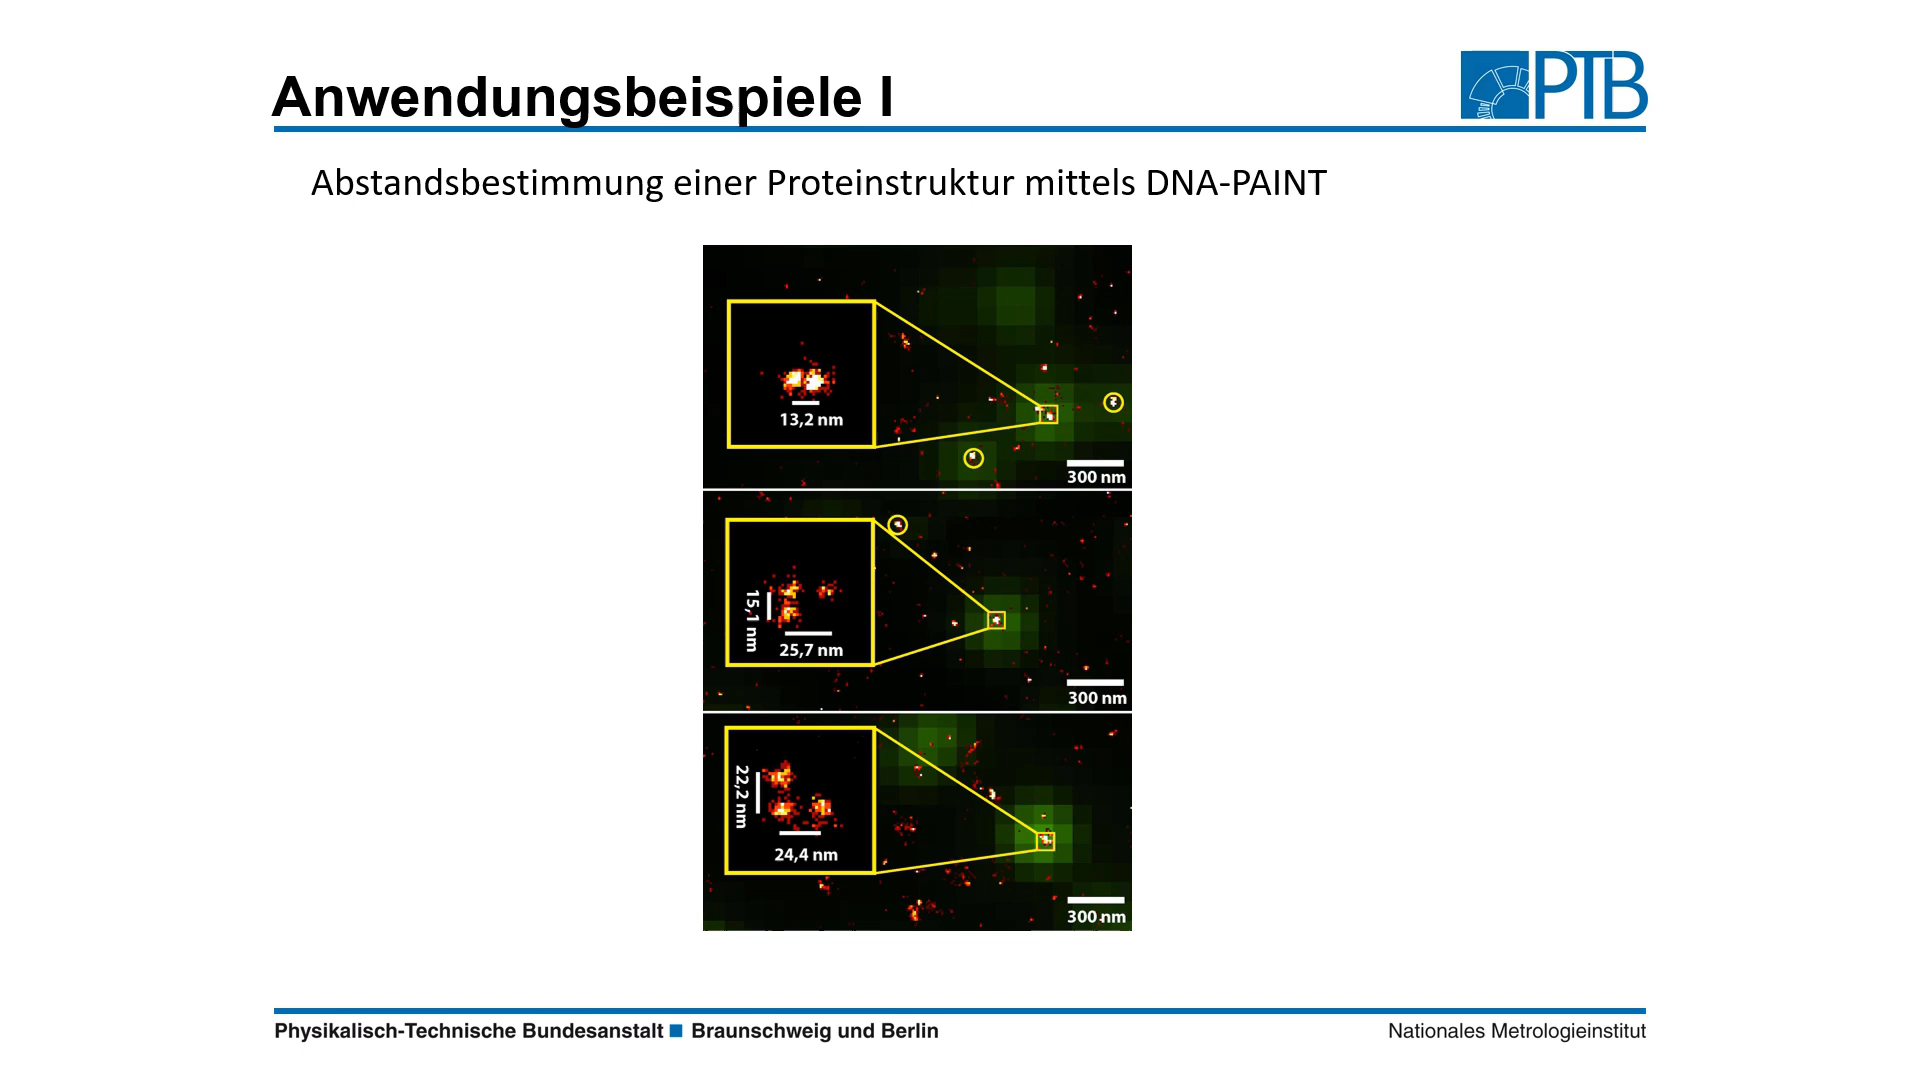 Anwendungsbeispiele I
PTB
Abstandsbestimmung einer Proteinstruktur mittels DNA-PAINT
13,2 nm
300 nm
15,1 nm
25,7 nm
300 nm
22,2 nm
24,4 nm
300 nm
Physikalisch-Technische Bundesanstalt ■ Braunschweig und Berlin
Nationales Metrologieinstitut